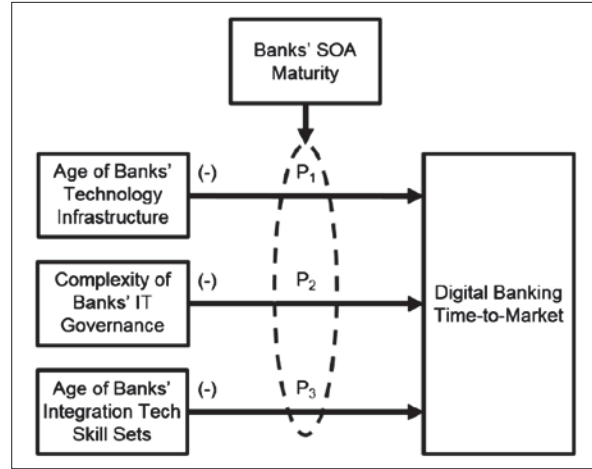 Banks' SOA
Maturity
Age of Banks'
Technology
Infrastructure
(-)
P1
Complexity of
Banks' IT
Governance
(-)
P2
Digital Banking
Time-to-Market
Age of Banks'
Integration Tech
Skill Sets
(-)
P3